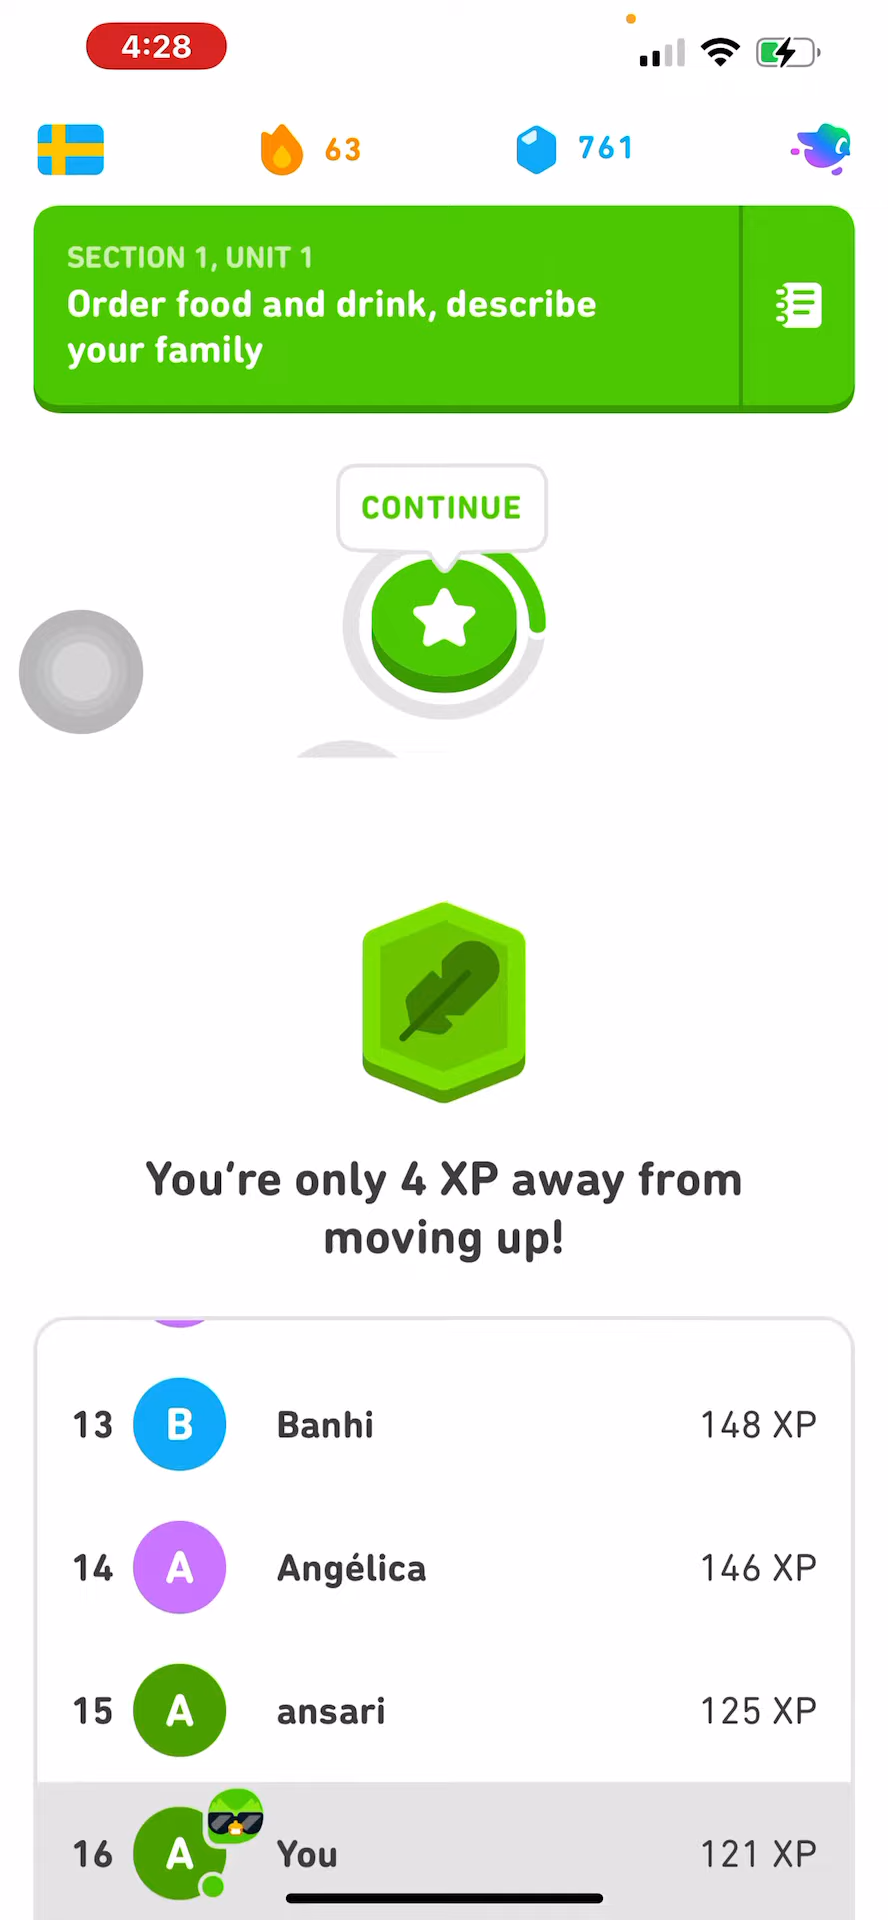 4:28
63
761
SECTION 1, UNIT 1
Order food and drink, describe
your family
CONTINUE
You're only 4 XP away from
moving up!
13 B Banhi 148 XP
14 A Angélica 146 XP
15 A ansari 125 XP
16 A You 121 XP